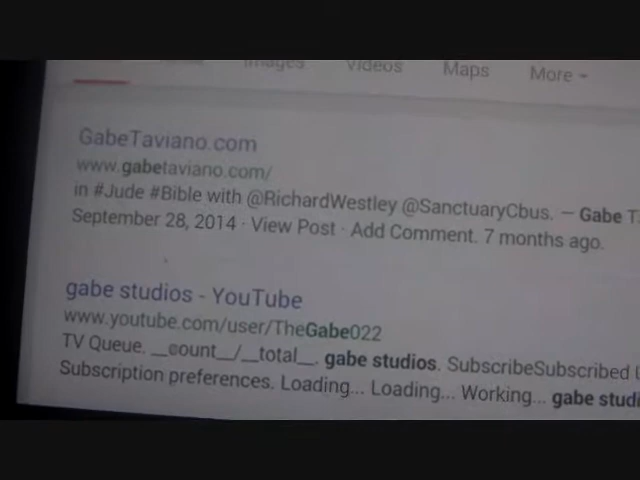 Images Videos Maps More
GabeTaviano.com
www.gabetaviano.com/
in #Jude #Bible with @RichardWestley @SanctuaryCbus. — Gabe T
September 28, 2014 · View Post · Add Comment. 7 months ago.
gabe studios - YouTube
www.youtube.com/user/TheGabe022
TV Queue. __count__/__total__. gabe studios. SubscribeSubscribed
Subscription preferences. Loading... Loading... Working... gabe studi